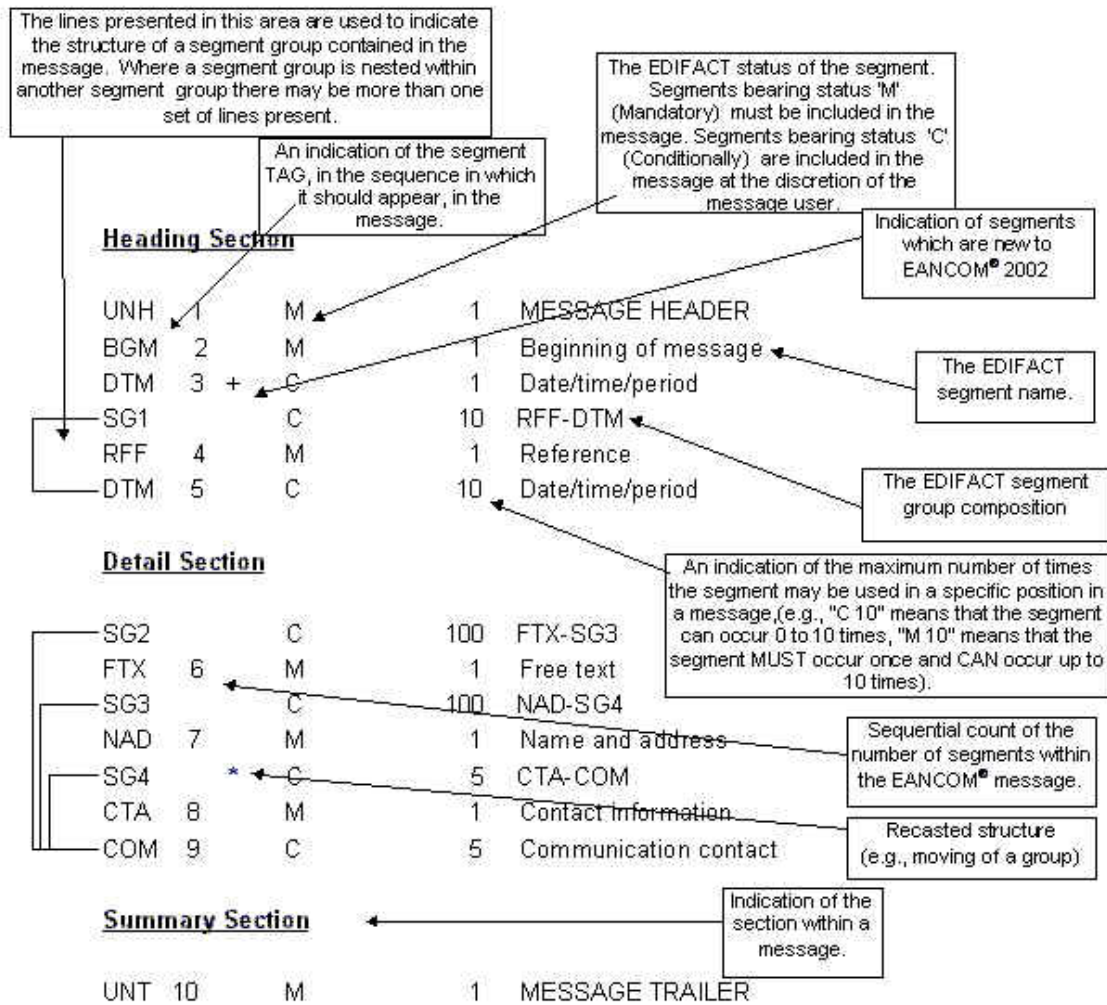 The lines presented in this area are used to indicate
the structure of a segment group contained in the
message. Where a segment group is nested within
another segment group there may be more than one
set of lines present.
The EDIFACT status of the segment.
Segments bearing status 'M'
(Mandatory) must be included in the
message. Segments bearing status 'C'
(Conditionally) are included in the
message at the discretion of the
message user.
An indication of the segment
TAG, in the sequence in which
it should appear, in the
message.
Indication of segments
which are new to
EANCOM® 2002
Heading Section
UNH 1 M 1 MESSAGE HEADER
BGM 2 M 1 Beginning of message
DTM 3 + C 1 Date/time/period
SG1 C 10 RFF-DTM
RFF 4 M 1 Reference
DTM 5 C 10 Date/time/period
The EDIFACT
segment name.
The EDIFACT segment
group composition
Detail Section
An indication of the maximum number of times
the segment may be used in a specific position in
a message,(e.g., "C 10" means that the segment
can occur 0 to 10 times, "M 10" means that the
segment MUST occur once and CAN occur up to
10 times).
SG2 C 100 FTX-SG3
FTX 6 M 1 Free text
SG3 C 100 NAD-SG4
NAD 7 M 1 Name and address
SG4 * C 5 CTA-COM
CTA 8 M 1 Contact Information
COM 9 C 5 Communication contact
Sequential count of the
number of segments within
the EANCOM® message.
Recasted structure
(e.g., moving of a group)
Summary Section
Indication of the
section within a
message.
UNT 10 M 1 MESSAGE TRAILER